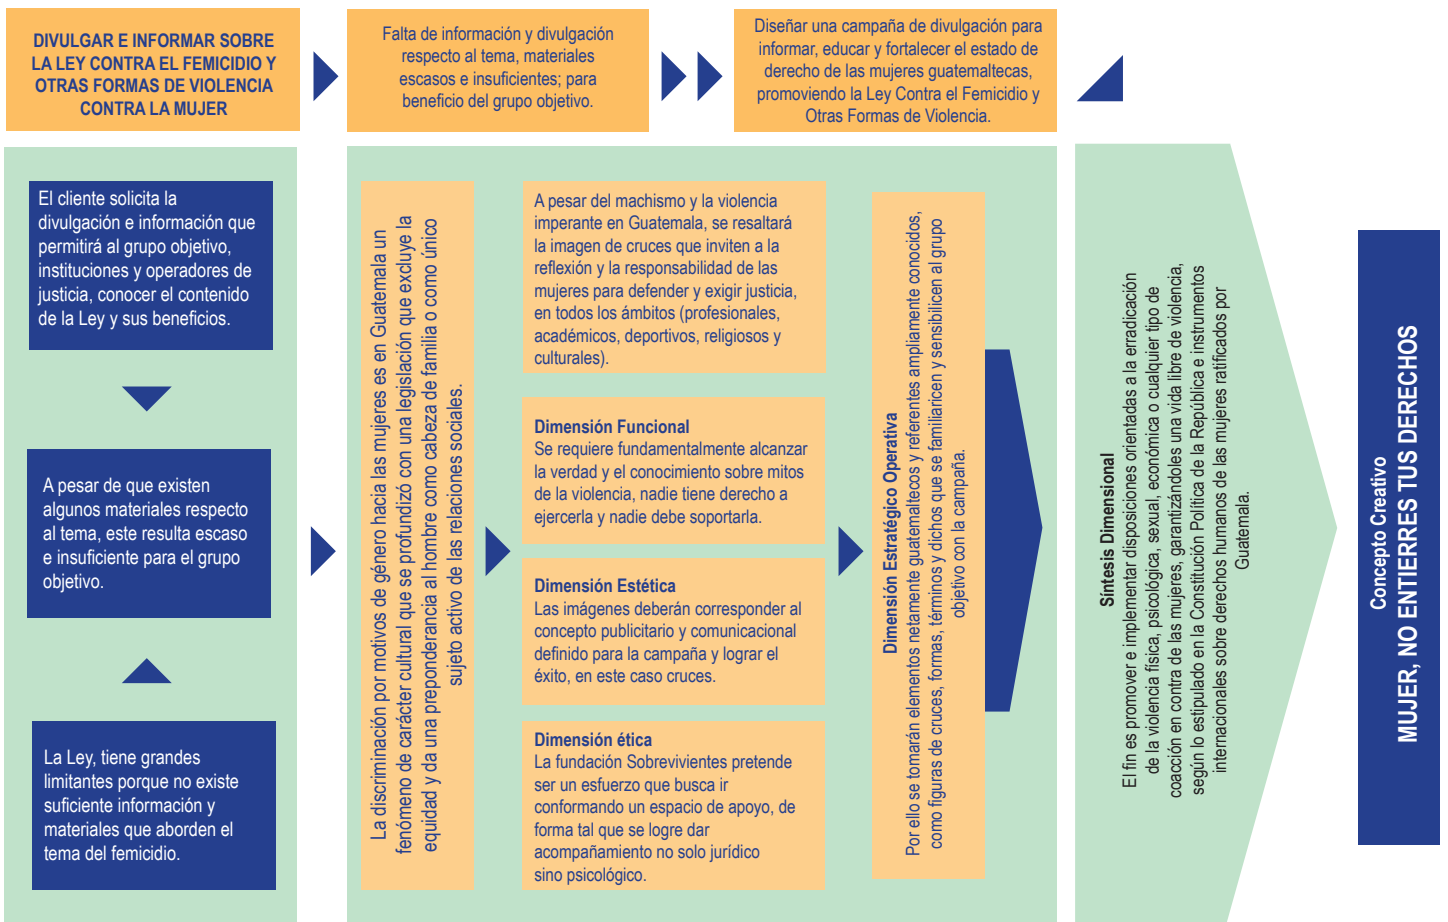 DIVULGAR E INFORMAR SOBRE
LA LEY CONTRA EL FEMICIDIO Y
OTRAS FORMAS DE VIOLENCIA
CONTRA LA MUJER
Falta de información y divulgación
respecto al tema, materiales
escasos e insuficientes; para
beneficio del grupo objetivo.
Diseñar una campaña de divulgación para
informar, educar y fortalecer el estado de
derecho de las mujeres guatemaltecas,
promoviendo la Ley Contra el Femicidio y
Otras Formas de Violencia.
El cliente solicita la
divulgación e información que
permitirá al grupo objetivo,
instituciones y operadores de
justicia, conocer el contenido
de la Ley y sus beneficios.
A pesar de que existen
algunos materiales respecto
al tema, este resulta escaso
e insuficiente para el grupo
objetivo.
La Ley, tiene grandes
limitantes porque no existe
suficiente información y
materiales que aborden el
tema del femicidio.
La discriminación por motivos de género hacia las mujeres es en Guatemala un
fenómeno de carácter cultural que se profundizó con una legislación que excluye la
equidad y da una preponderancia al hombre como cabeza de familia o como único
sujeto activo de las relaciones sociales.
A pesar del machismo y la violencia
imperante en Guatemala, se resaltará
la imagen de cruces que inviten a la
reflexión y la responsabilidad de las
mujeres para defender y exigir justicia,
en todos los ámbitos (profesionales,
académicos, deportivos, religiosos y
culturales).
Dimensión Funcional
Se requiere fundamentalmente alcanzar
la verdad y el conocimiento sobre mitos
de la violencia, nadie tiene derecho a
ejercerla y nadie debe soportarla.
Dimensión Estética
Las imágenes deberán corresponder al
concepto publicitario y comunicacional
definido para la campaña y lograr el
éxito, en este caso cruces.
Dimensión ética
La fundación Sobrevivientes pretende
ser un esfuerzo que busca ir
conformando un espacio de apoyo, de
forma tal que se logre dar
acompañamiento no solo jurídico
sino psicológico.
Dimensión Estratégico Operativa
Por ello se tomarán elementos netamente guatemaltecos y referentes ampliamente conocidos,
como figuras de cruces, formas, términos y dichos que se familiaricen y sensibilicen al grupo
objetivo con la campaña.
Síntesis Dimensional
El fin es promover e implementar disposiciones orientadas a la erradicación
de la violencia física, psicológica, sexual, económica o cualquier tipo de
coacción en contra de las mujeres, garantizándoles una vida libre de violencia,
según lo estipulado en la Constitución Política de la República e instrumentos
internacionales sobre derechos humanos de las mujeres ratificados por
Guatemala.
Concepto Creativo
MUJER, NO ENTIERRES TUS DERECHOS